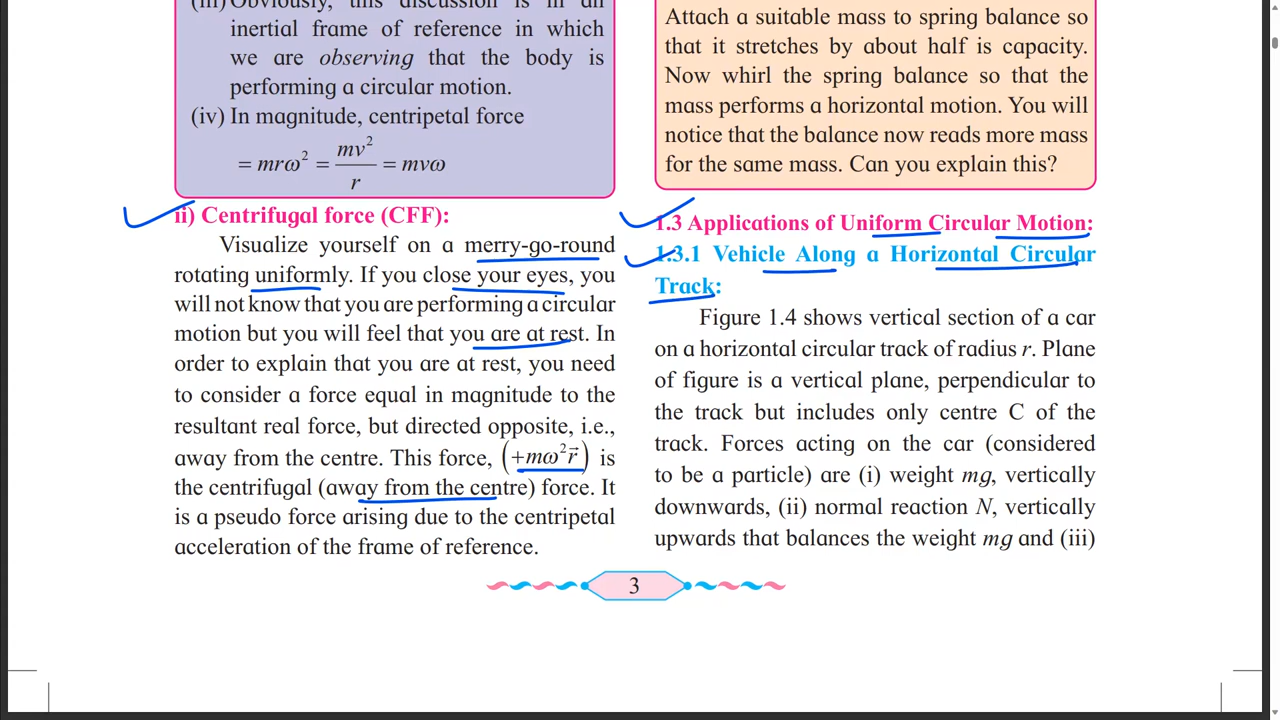 (iii) Obviously, this discussion is in an
inertial frame of reference in which
we are observing that the body is
performing a circular motion.
(iv) In magnitude, centripetal force
= mrω² = mv²/r = mvω
ii) Centrifugal force (CFF):
Visualize yourself on a merry-go-round
rotating uniformly. If you close your eyes, you
will not know that you are performing a circular
motion but you will feel that you are at rest. In
order to explain that you are at rest, you need
to consider a force equal in magnitude to the
resultant real force, but directed opposite, i.e.,
away from the centre. This force, (+mω²r⃗) is
the centrifugal (away from the centre) force. It
is a pseudo force arising due to the centripetal
acceleration of the frame of reference.
Attach a suitable mass to spring balance so
that it stretches by about half is capacity.
Now whirl the spring balance so that the
mass performs a horizontal motion. You will
notice that the balance now reads more mass
for the same mass. Can you explain this?
1.3 Applications of Uniform Circular Motion:
1.3.1 Vehicle Along a Horizontal Circular
Track:
Figure 1.4 shows vertical section of a car
on a horizontal circular track of radius r. Plane
of figure is a vertical plane, perpendicular to
the track but includes only centre C of the
track. Forces acting on the car (considered
to be a particle) are (i) weight mg, vertically
downwards, (ii) normal reaction N, vertically
upwards that balances the weight mg and (iii)
3